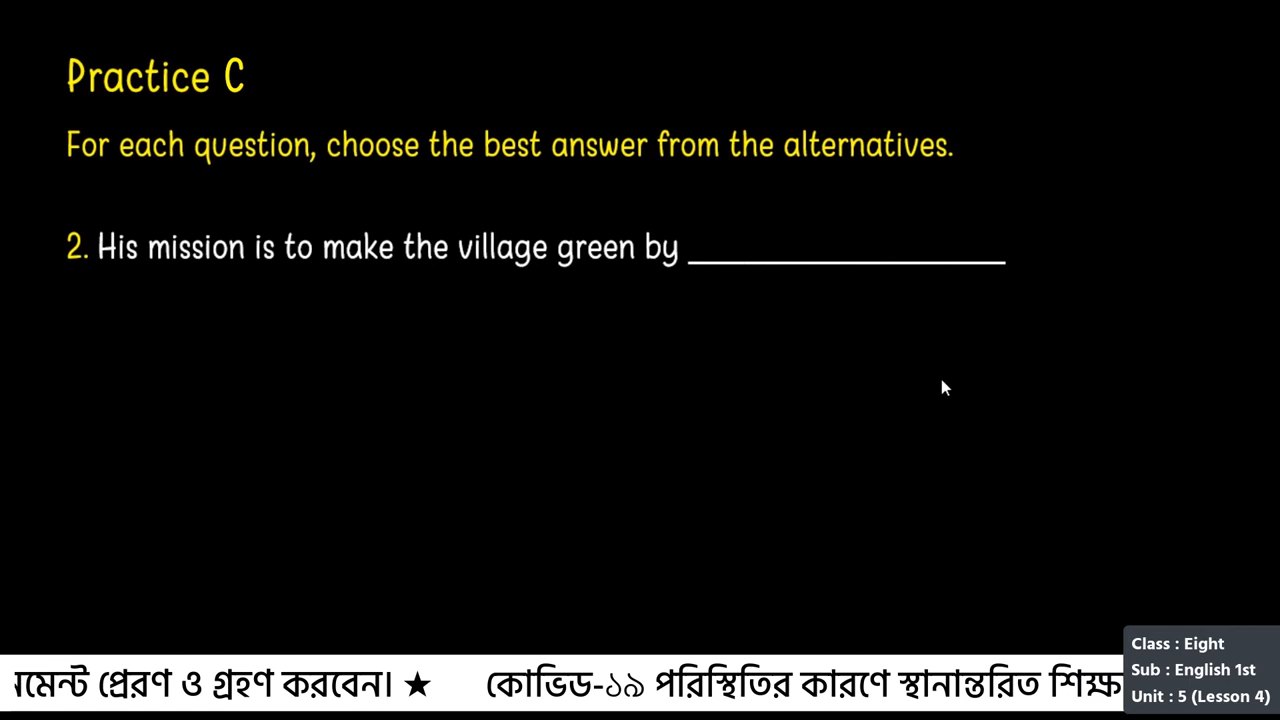 Practice C
For each question, choose the best answer from the alternatives.
2. His mission is to make the village green by ____________________
প্রেরণ ও গ্রহণ করবেন। ★ কোভিড-১৯ পরিস্থিতির কারণে স্থানান্তরিত
Class : Eight
Sub : English 1st
Unit : 5 (Lesson 4)